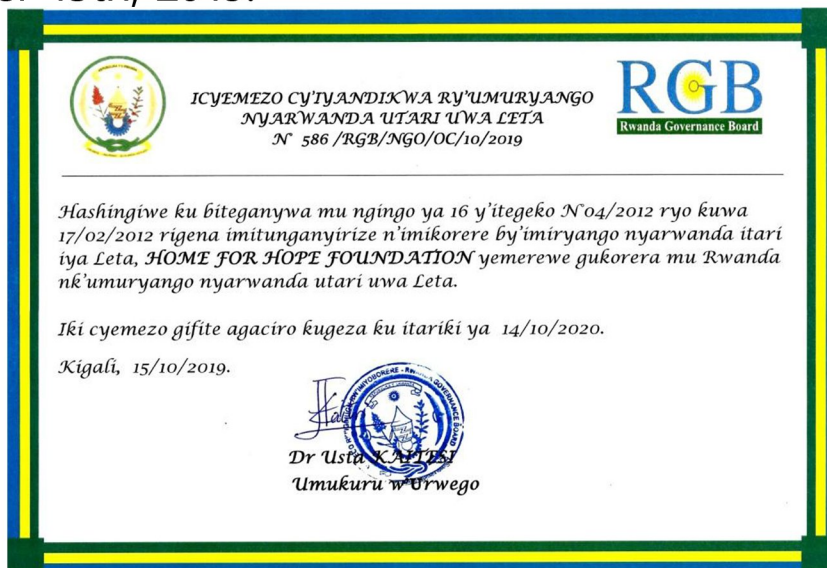 RGB
Rwanda Governance Board
ICYEMEZO CY'IYANDIKWA RY'UMURYANGO
NYARWANDA UTARI UWA LETA
N° 586 /RGB/NGO/OC/10/2019
Hashingiwe ku biteganywa mu ngingo ya 16 y'itegeko N°04/2012 ryo kuwa
17/02/2012 rigena imitunganyirize n'imikorere by'imiryango nyarwanda itari
iya Leta, HOME FOR HOPE FOUNDATION yemerewe gukorera mu Rwanda
nk'umuryango nyarwanda utari uwa Leta.
Iki cyemezo gifite agaciro kugeza ku itariki ya 14/10/2020.
Kigali, 15/10/2019.
Dr Usta KAITESI
Umukuru w'Urwego